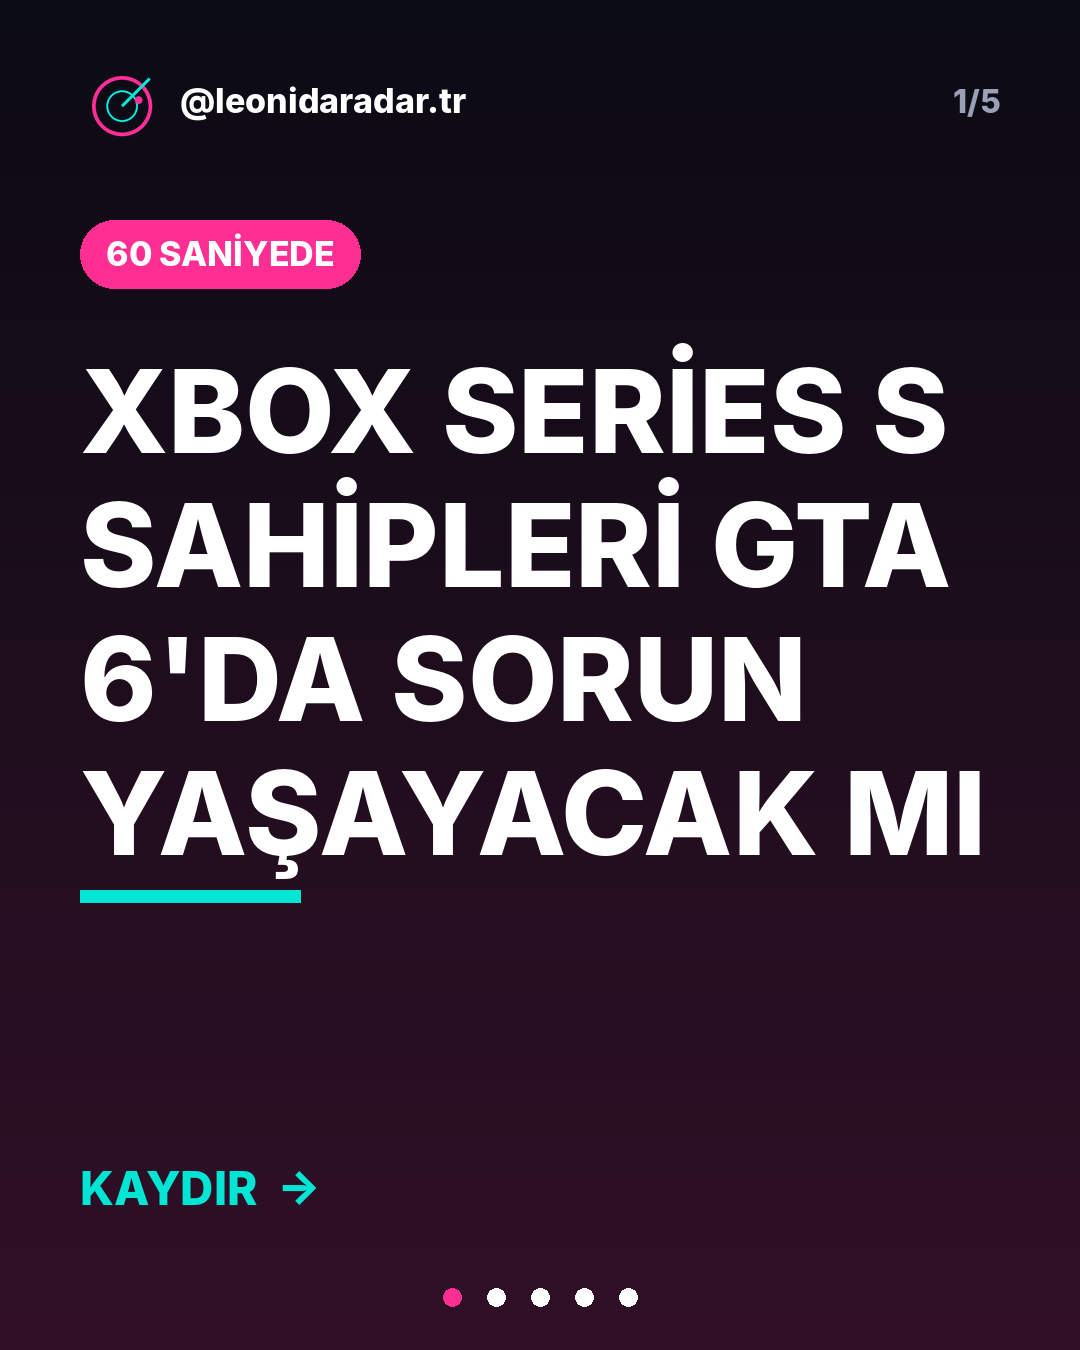 @leonidaradar.tr
1/5
60 SANİYEDE
XBOX SERİES S
SAHİPLERİ GTA
6'DA SORUN
YAŞAYACAK MI
KAYDIR →